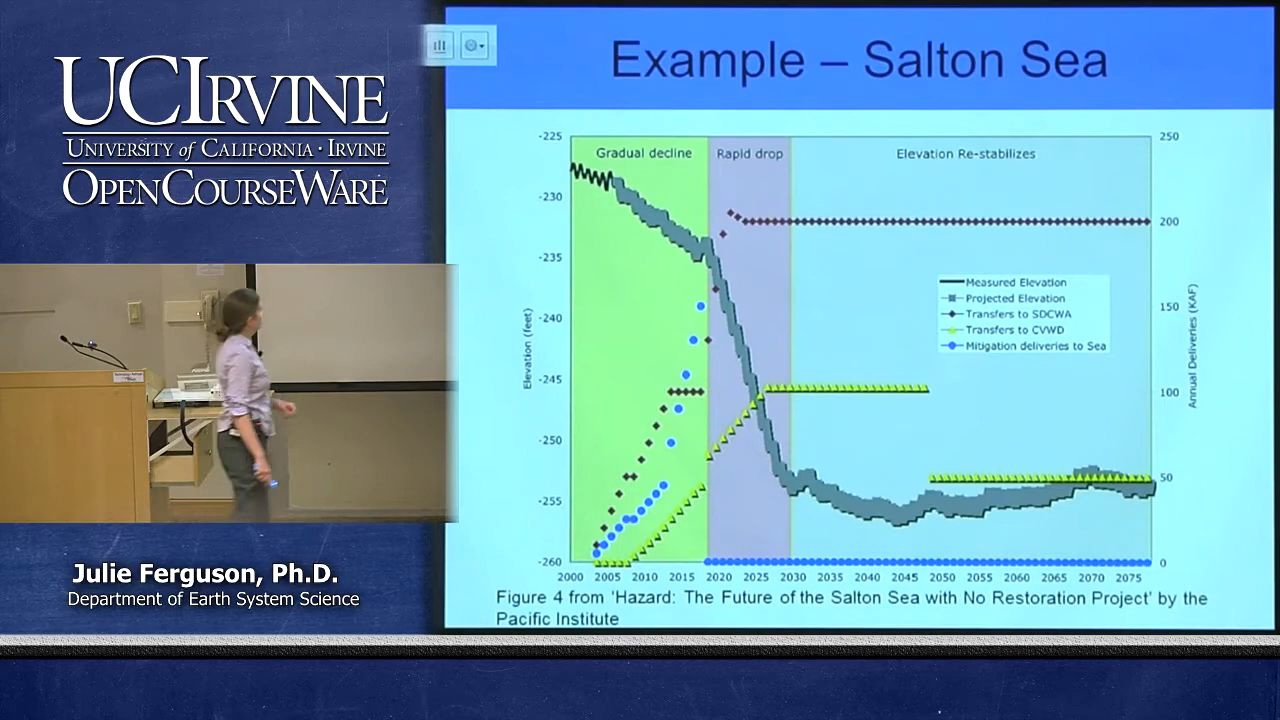 UCIRVINE
UNIVERSITY of CALIFORNIA · IRVINE
OPENCOURSEWARE
Julie Ferguson, Ph.D.
Department of Earth System Science
Example – Salton Sea
Gradual decline
Rapid drop
Elevation Re-stabilizes
-225
-230
-235
-240
-245
-250
-255
-260
Elevation (feet)
250
200
150
100
50
0
Annual Deliveries (KAF)
Measured Elevation
Projected Elevation
Transfers to SDCWA
Transfers to CVWD
Mitigation deliveries to Sea
2000 2005 2010 2015 2020 2025 2030 2035 2040 2045 2050 2055 2060 2065 2070 2075
Figure 4 from 'Hazard: The Future of the Salton Sea with No Restoration Project' by the
Pacific Institute